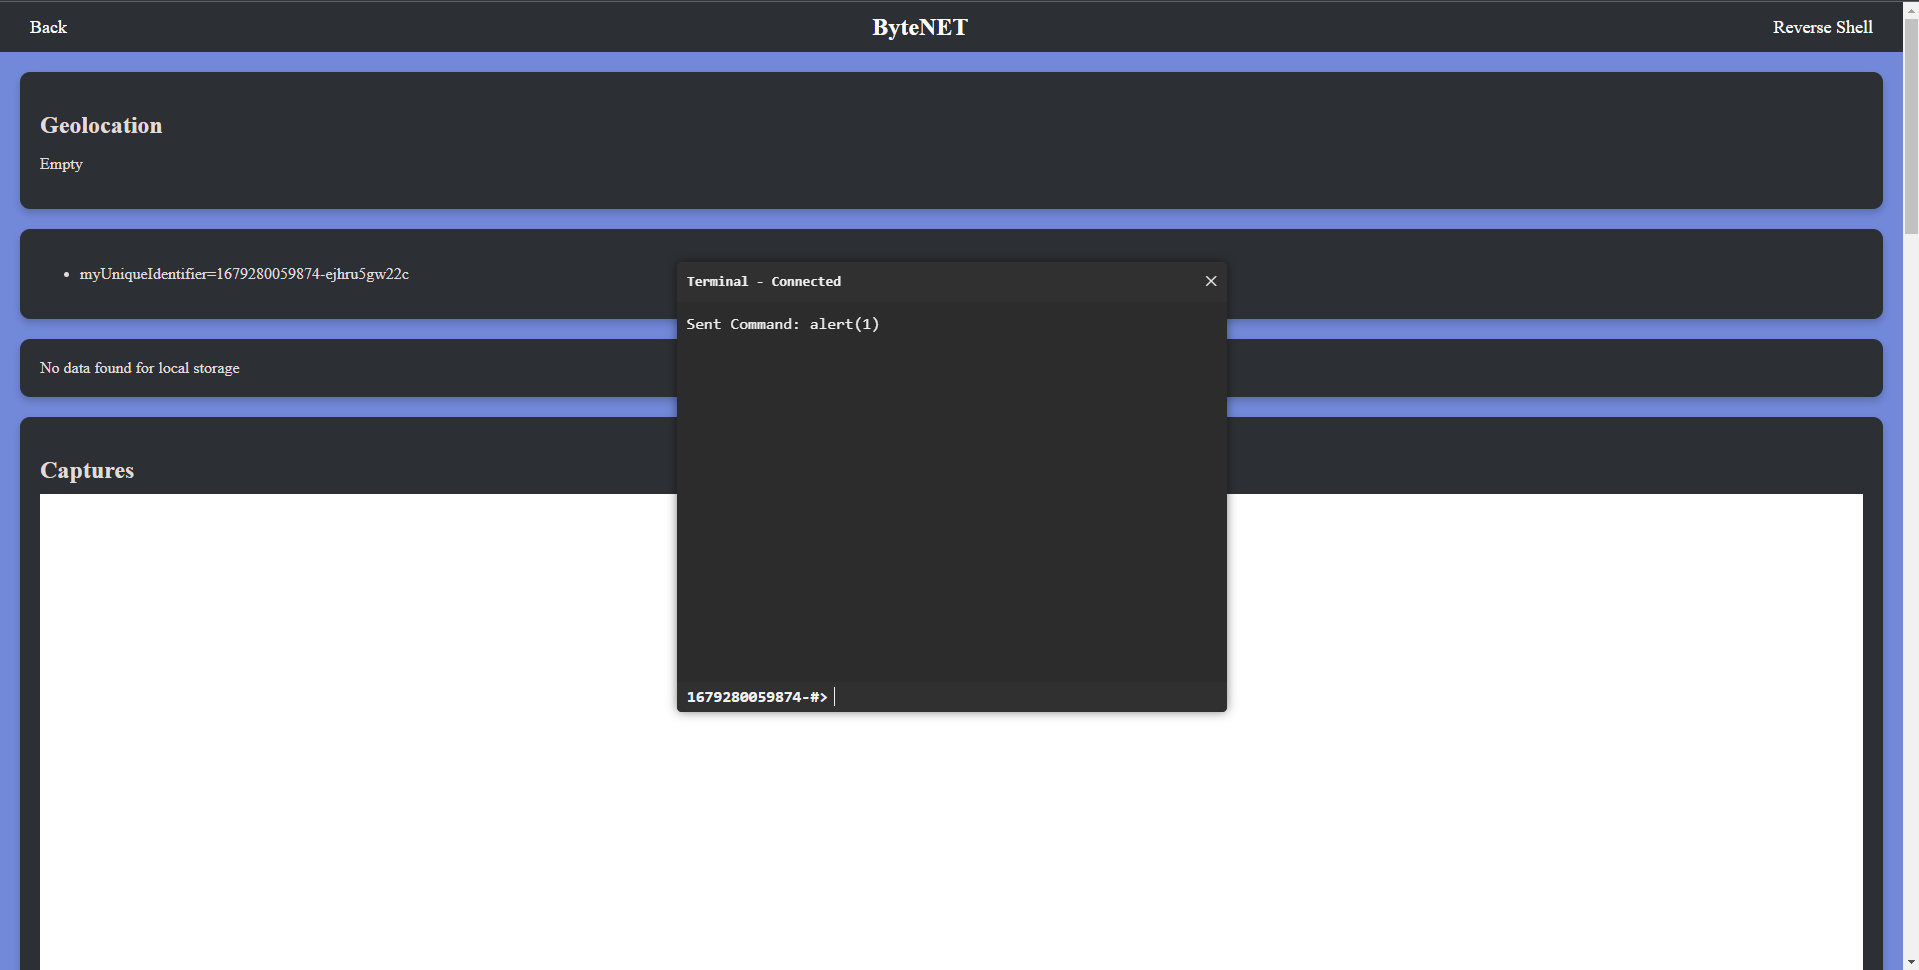 Back
ByteNET
Reverse Shell
Geolocation
Empty
myUniqueIdentifier=1679280059874-ejhru5gw22c
Terminal - Connected
Sent Command: alert(1)
No data found for local storage
Captures
1679280059874-#>